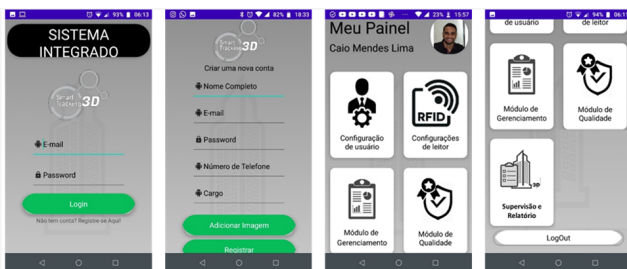 93% 06:13
SISTEMA
INTEGRADO
Smart
Tracking 3D
E-mail
Password
Login
Não tem conta? Registre-se Aqui!
82% 18:33
Smart
Tracking 3D
Criar uma nova conta
Nome Completo
E-mail
Password
Número de Telefone
Cargo
Adicionar Imagem
Registrar
23% 15:57
Meu Painel
Caio Mendes Lima
Configuração
de usuário
RFID
Configurações
de leitor
Módulo de
Gerenciamento
Módulo de
Qualidade
94% 06:11
de usuário
de leitor
Módulo de
Gerenciamento
Módulo de
Qualidade
3D
Supervisão e
Relatório
LogOut